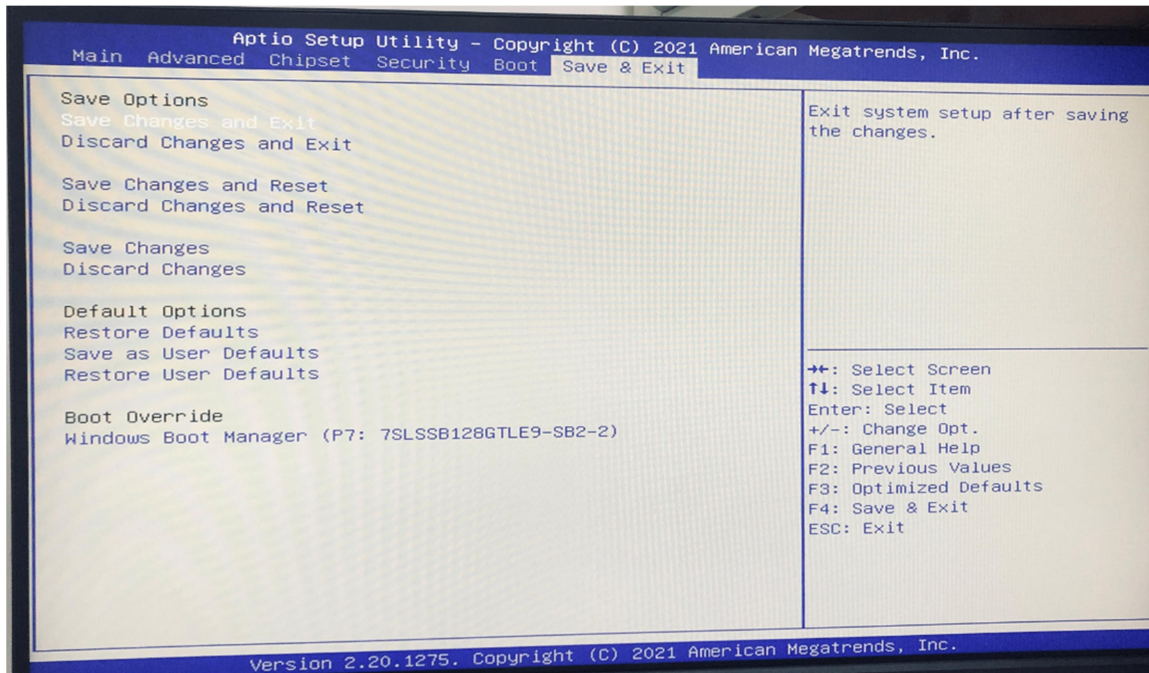 Aptio Setup Utility – Copyright (C) 2021 American Megatrends, Inc.
Main Advanced Chipset Security Boot Save & Exit
Save Options
Save Changes and Exit
Discard Changes and Exit
Save Changes and Reset
Discard Changes and Reset
Save Changes
Discard Changes
Default Options
Restore Defaults
Save as User Defaults
Restore User Defaults
Boot Override
Windows Boot Manager (P7: 7SLSSB128GTLE9-SB2-2)
Exit system setup after saving
the changes.
→←: Select Screen
↑↓: Select Item
Enter: Select
+/-: Change Opt.
F1: General Help
F2: Previous Values
F3: Optimized Defaults
F4: Save & Exit
ESC: Exit
Version 2.20.1275. Copyright (C) 2021 American Megatrends, Inc.